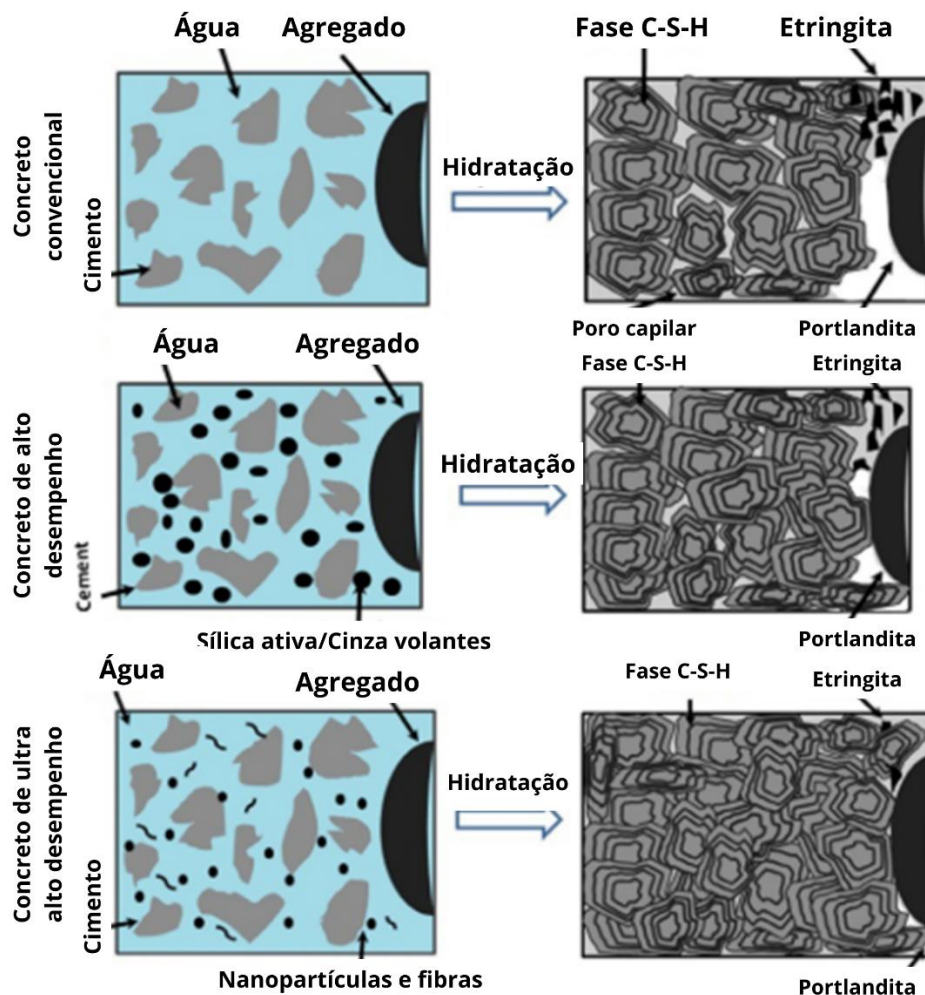 Água Agregado
Fase C-S-H Etringita
Concreto
convencional
Cimento
Hidratação
Poro capilar Portlandita
Água Agregado
Fase C-S-H Etringita
Concreto de alto
desempenho
Cement
Hidratação
Sílica ativa/Cinza volantes
Portlandita
Água Agregado
Fase C-S-H Etringita
Concreto de ultra
alto desempenho
Cimento
Hidratação
Nanopartículas e fibras
Portlandita